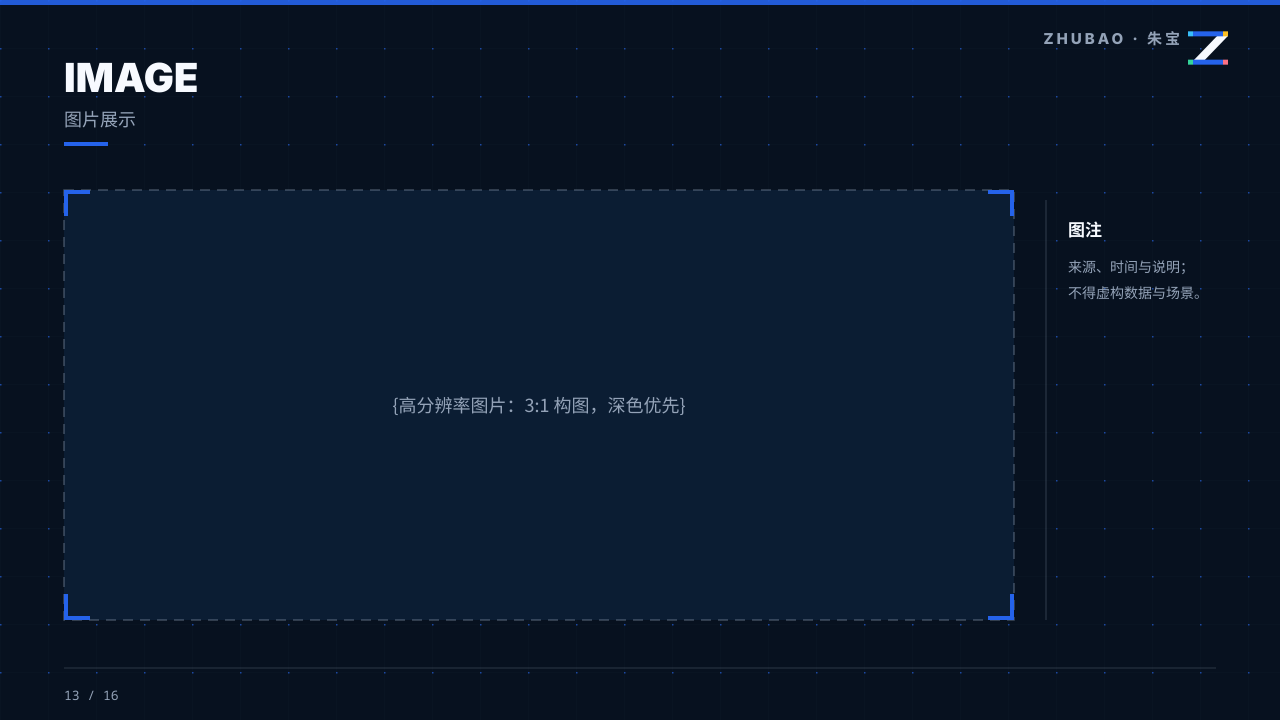 ZHUBAO · 朱宝
IMAGE
图片展示
{高分辨率图片：3:1 构图，深色优先}
图注
来源、时间与说明；
不得虚构数据与场景。
13 / 16